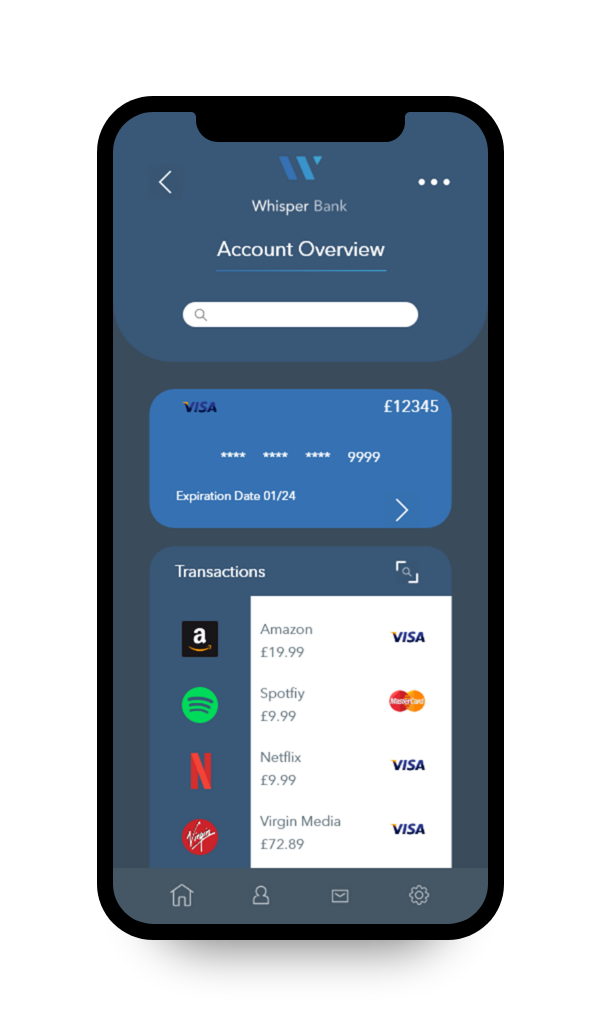 Whisper Bank
Account Overview
VISA £12345
**** **** **** 9999
Expiration Date 01/24
Transactions
a Amazon VISA
£19.99
Spotfiy MasterCard
£9.99
N Netflix VISA
£9.99
Virgin Virgin Media VISA
£72.89